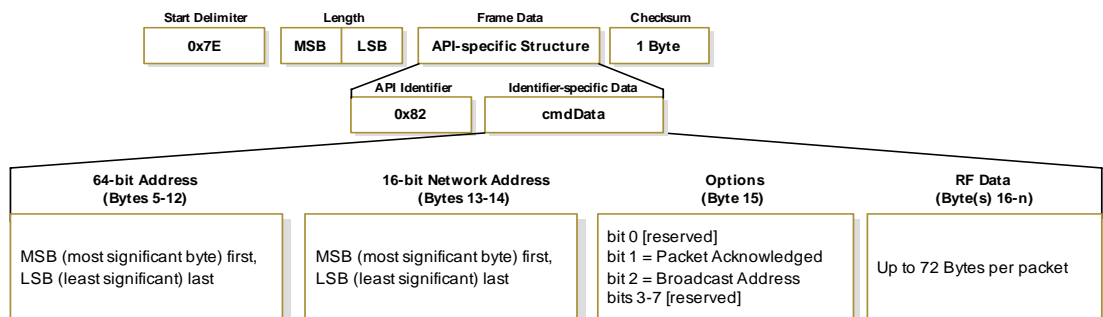 Start Delimiter
Length
Frame Data
Checksum
0x7E
MSB
LSB
API-specific Structure
1 Byte
API Identifier
Identifier-specific Data
0x82
cmdData
64-bit Address
(Bytes 5-12)
16-bit Network Address
(Bytes 13-14)
Options
(Byte 15)
RF Data
(Byte(s) 16-n)
MSB (most significant byte) first,
LSB (least significant) last
MSB (most significant byte) first,
LSB (least significant) last
bit 0 [reserved]
bit 1 = Packet Acknowledged
bit 2 = Broadcast Address
bits 3-7 [reserved]
Up to 72 Bytes per packet